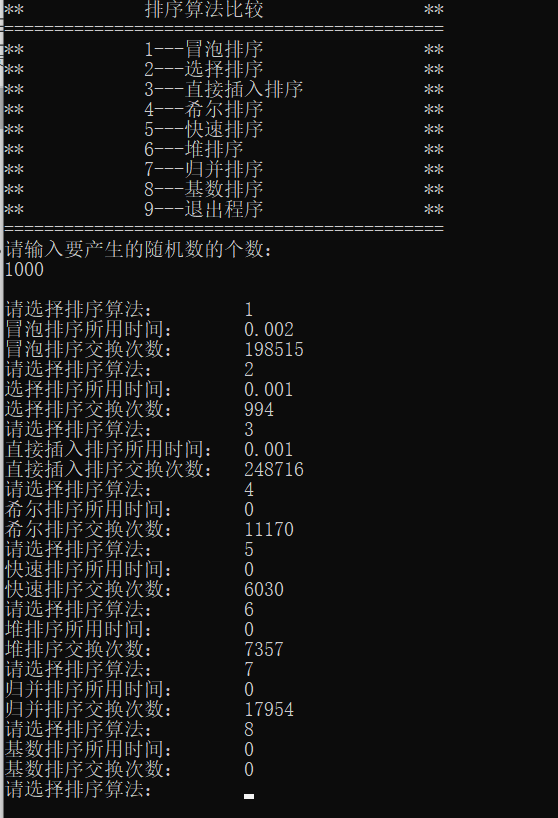 **            排序算法比较                **
============================================
**            1---冒泡排序                **
**            2---选择排序                **
**            3---直接插入排序            **
**            4---希尔排序                **
**            5---快速排序                **
**            6---堆排序                  **
**            7---归并排序                **
**            8---基数排序                **
**            9---退出程序                **
============================================
请输入要产生的随机数的个数:
1000
请选择排序算法:         1
冒泡排序所用时间:       0.002
冒泡排序交换次数:       198515
请选择排序算法:         2
选择排序所用时间:       0.001
选择排序交换次数:       994
请选择排序算法:         3
直接插入排序所用时间:   0.001
直接插入排序交换次数:   248716
请选择排序算法:         4
希尔排序所用时间:       0
希尔排序交换次数:       11170
请选择排序算法:         5
快速排序所用时间:       0
快速排序交换次数:       6030
请选择排序算法:         6
堆排序所用时间:         0
堆排序交换次数:         7357
请选择排序算法:         7
归并排序所用时间:       0
归并排序交换次数:       17954
请选择排序算法:         8
基数排序所用时间:       0
基数排序交换次数:       0
请选择排序算法: